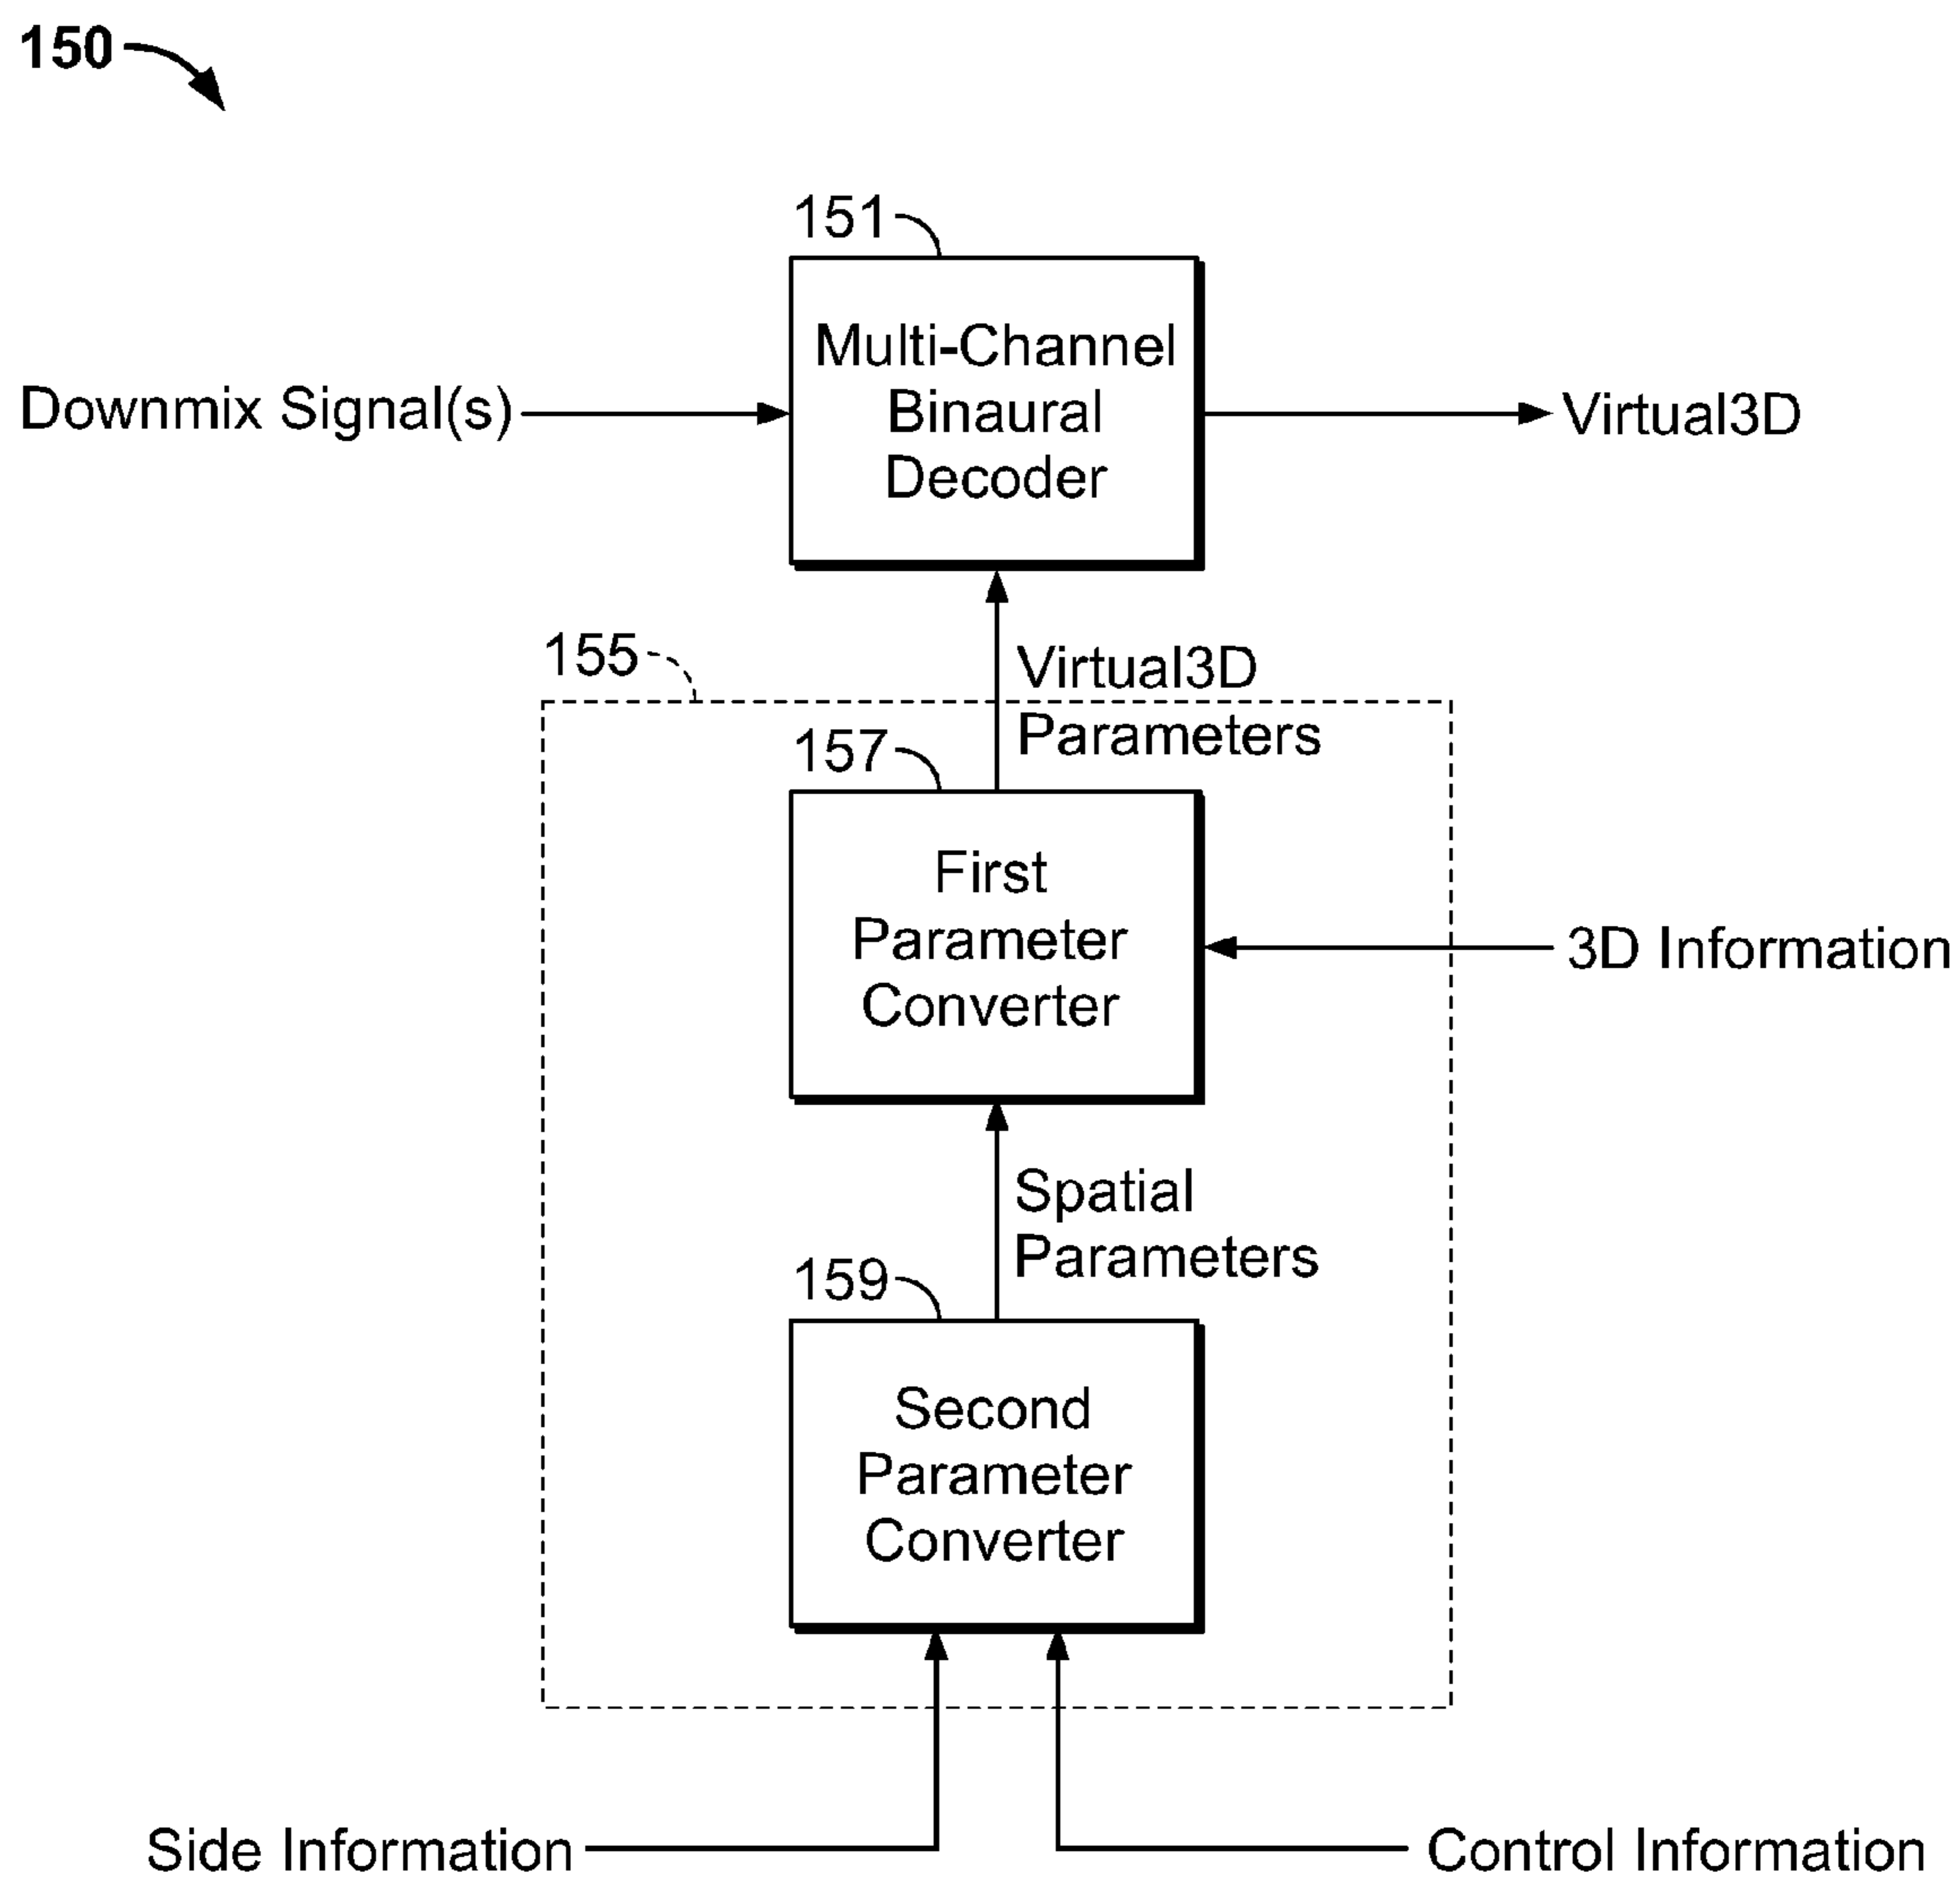 150
151
Multi-Channel
Binaural
Decoder
Downmix Signal(s)
Virtual3D
155
Virtual3D
Parameters
157
First
Parameter
Converter
3D Information
Spatial
Parameters
159
Second
Parameter
Converter
Side Information
Control Information